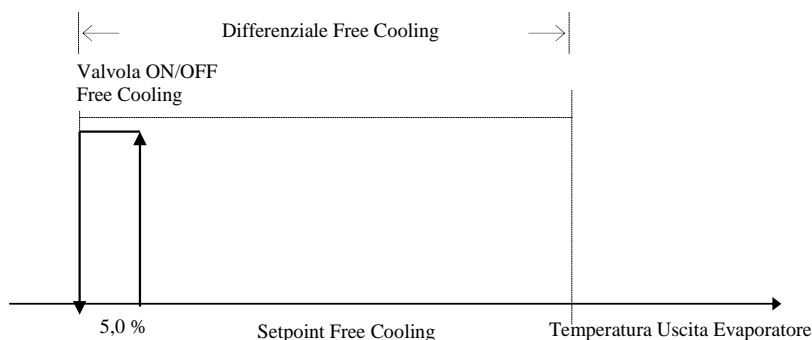 Differenziale Free Cooling
Valvola ON/OFF
Free Cooling
5,0 %
Setpoint Free Cooling
Temperatura Uscita Evaporatore